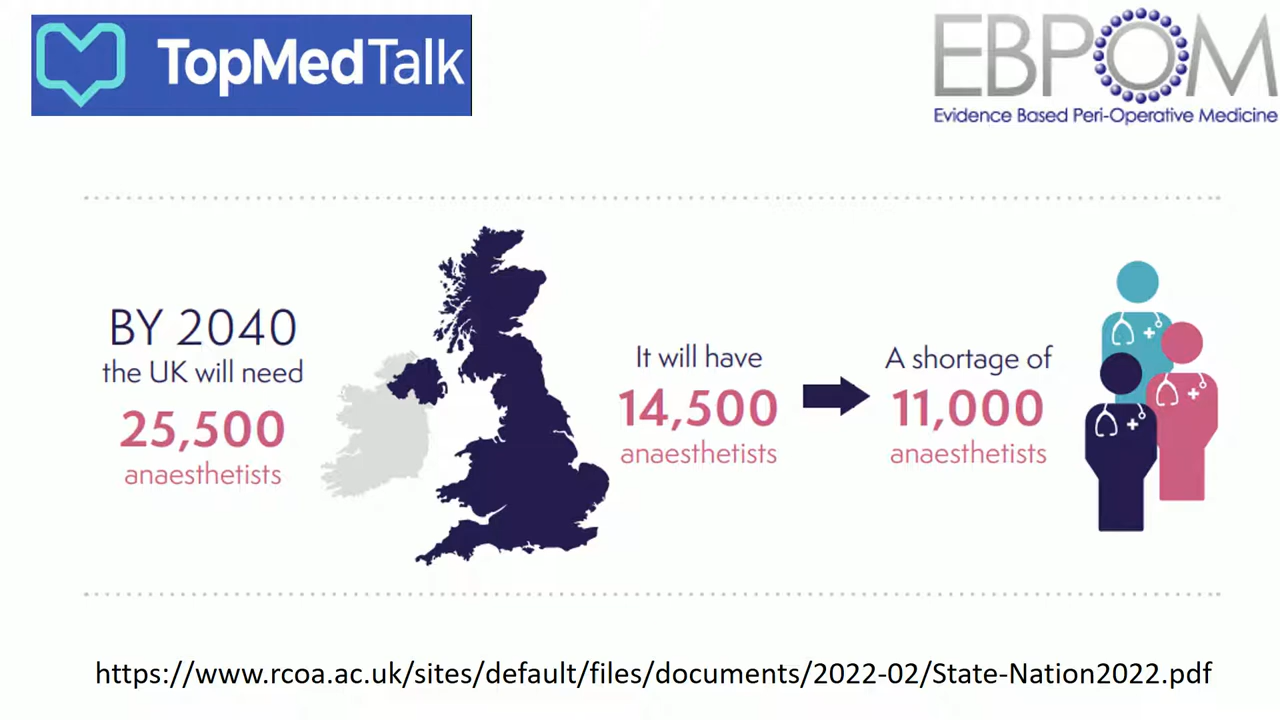 TopMedTalk
EBPOM
Evidence Based Peri-Operative Medicine
BY 2040
the UK will need
25,500
anaesthetists
It will have
14,500
anaesthetists
A shortage of
11,000
anaesthetists
https://www.rcoa.ac.uk/sites/default/files/documents/2022-02/State-Nation2022.pdf